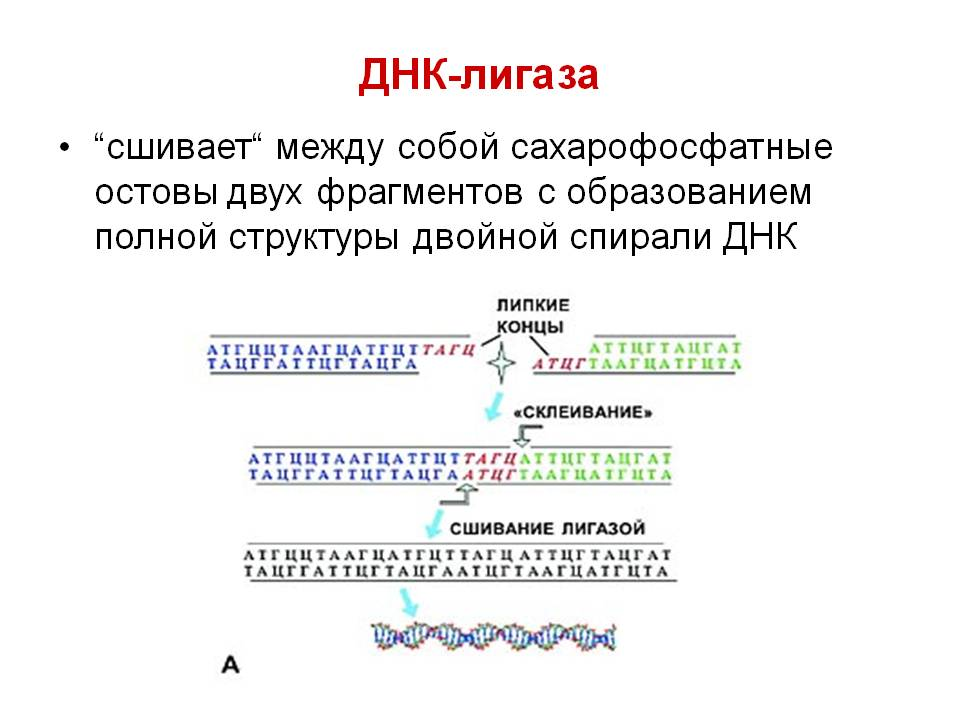 ДНК-лигаза
• “сшивает“ между собой сахарофосфатные
остовы двух фрагментов с образованием
полной структуры двойной спирали ДНК
ЛИПКИЕ
КОНЦЫ
АТГЦЦТААГЦАТГЦТТАГЦ
ТАЦГГАТТЦГТАЦГА
АТТЦГТАЦГАТ
АТЦГТААГЦАТГЦТА
«СКЛЕИВАНИЕ»
АТГЦЦТААГЦАТГЦТТАГЦАТТЦГТАЦГАТ
ТАЦГГАТТЦГТАЦГААТЦГТААГЦАТГЦТА
СШИВАНИЕ ЛИГАЗОЙ
АТГЦЦТААГЦАТГЦТТАГЦАТТЦГТАЦГАТ
ТАЦГГАТТЦГТАЦГААТЦГТААГЦАТГЦТА
А